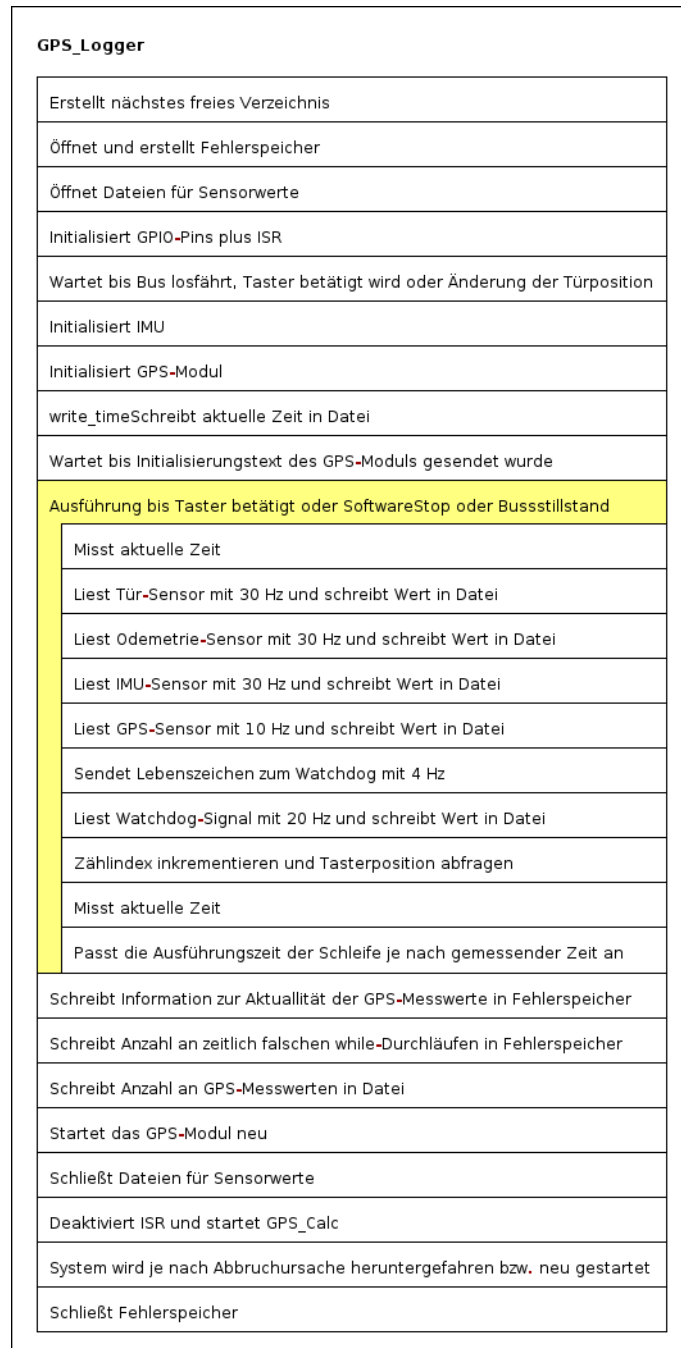 GPS_Logger
Erstellt nächstes freies Verzeichnis
Öffnet und erstellt Fehlerspeicher
Öffnet Dateien für Sensorwerte
Initialisiert GPIO-Pins plus ISR
Wartet bis Bus losfährt, Taster betätigt wird oder Änderung der Türposition
Initialisiert IMU
Initialisiert GPS-Modul
write_timeSchreibt aktuelle Zeit in Datei
Wartet bis Initialisierungstext des GPS-Moduls gesendet wurde
Ausführung bis Taster betätigt oder SoftwareStop oder Bussstillstand
Misst aktuelle Zeit
Liest Tür-Sensor mit 30 Hz und schreibt Wert in Datei
Liest Odemetrie-Sensor mit 30 Hz und schreibt Wert in Datei
Liest IMU-Sensor mit 30 Hz und schreibt Wert in Datei
Liest GPS-Sensor mit 10 Hz und schreibt Wert in Datei
Sendet Lebenszeichen zum Watchdog mit 4 Hz
Liest Watchdog-Signal mit 20 Hz und schreibt Wert in Datei
Zählindex inkrementieren und Tasterposition abfragen
Misst aktuelle Zeit
Passt die Ausführungszeit der Schleife je nach gemessender Zeit an
Schreibt Information zur Aktuallität der GPS-Messwerte in Fehlerspeicher
Schreibt Anzahl an zeitlich falschen while-Durchläufen in Fehlerspeicher
Schreibt Anzahl an GPS-Messwerten in Datei
Startet das GPS-Modul neu
Schließt Dateien für Sensorwerte
Deaktiviert ISR und startet GPS_Calc
System wird je nach Abbruchursache heruntergefahren bzw. neu gestartet
Schließt Fehlerspeicher